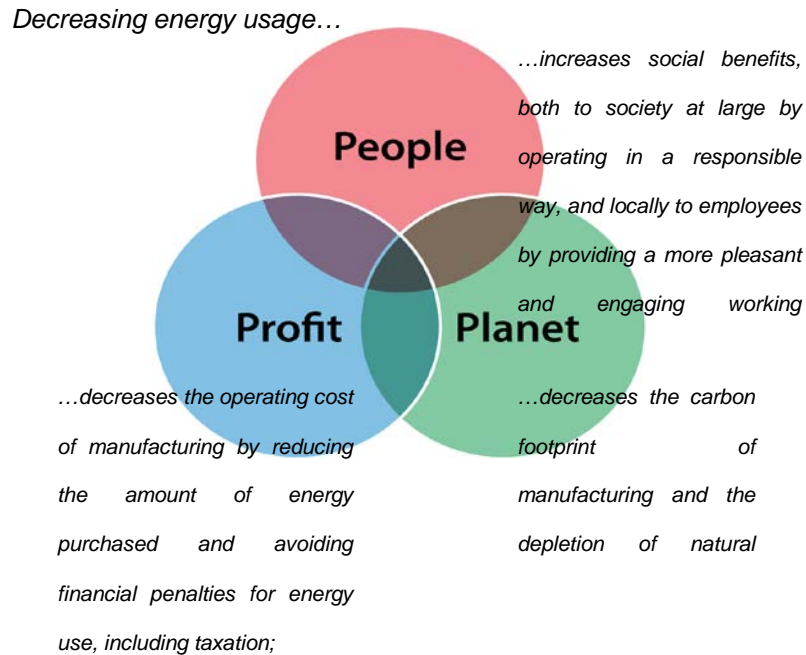 Decreasing energy usage…
…increases social benefits,
both to society at large by
operating in a responsible
way, and locally to employees
by providing a more pleasant
and engaging working
People
Profit
Planet
…decreases the operating cost
of manufacturing by reducing
the amount of energy
purchased and avoiding
financial penalties for energy
use, including taxation;
…decreases the carbon
footprint of
manufacturing and the
depletion of natural